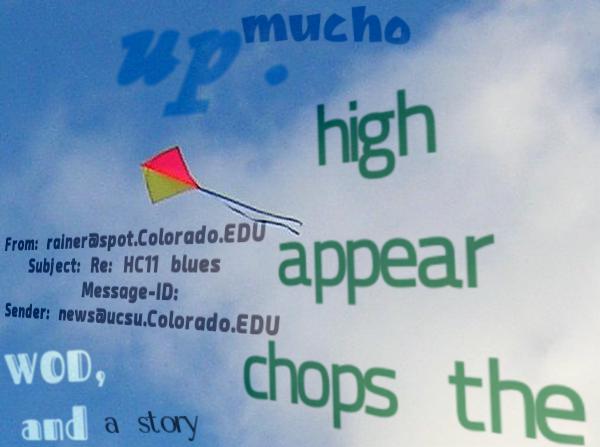 mucho
up.
high
appear
chops the
From: rainer@spot.Colorado.EDU
Subject: Re: HC11 blues
Message-ID:
Sender: news@ucsu.Colorado.EDU
WOD,
and a story